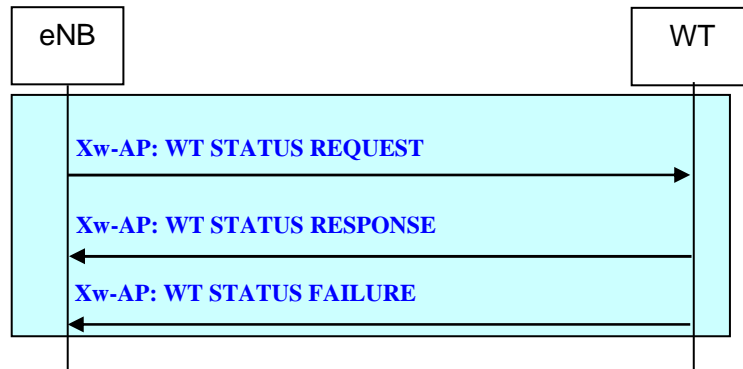 eNB
WT
Xw-AP: WT STATUS REQUEST
Xw-AP: WT STATUS RESPONSE
Xw-AP: WT STATUS FAILURE